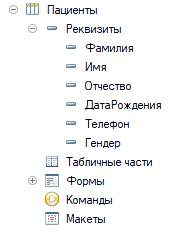 Пациенты
Реквизиты
Фамилия
Имя
Отчество
ДатаРождения
Телефон
Гендер
Табличные части
Формы
Команды
Макеты